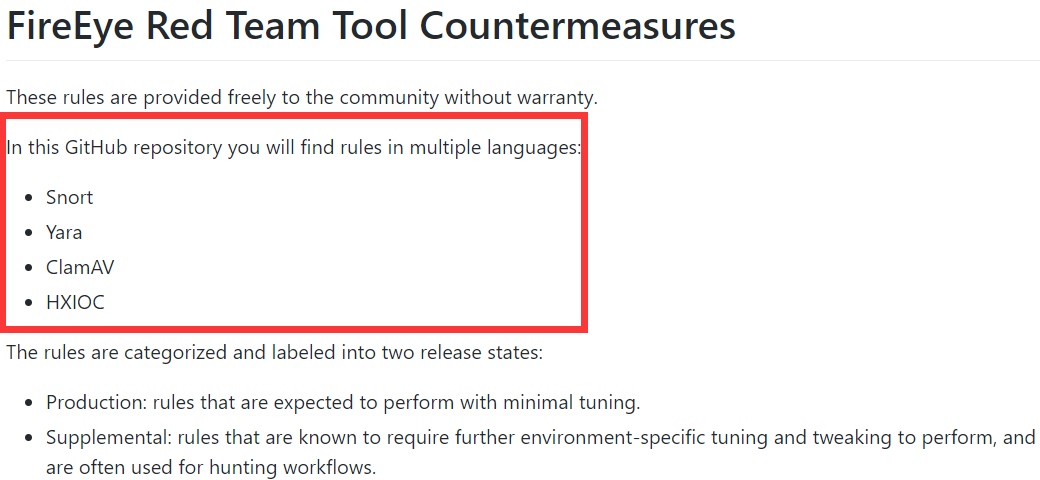 FireEye Red Team Tool Countermeasures
These rules are provided freely to the community without warranty.
In this GitHub repository you will find rules in multiple languages:
Snort
Yara
ClamAV
HXIOC
The rules are categorized and labeled into two release states:
Production: rules that are expected to perform with minimal tuning.
Supplemental: rules that are known to require further environment-specific tuning and tweaking to perform, and
are often used for hunting workflows.